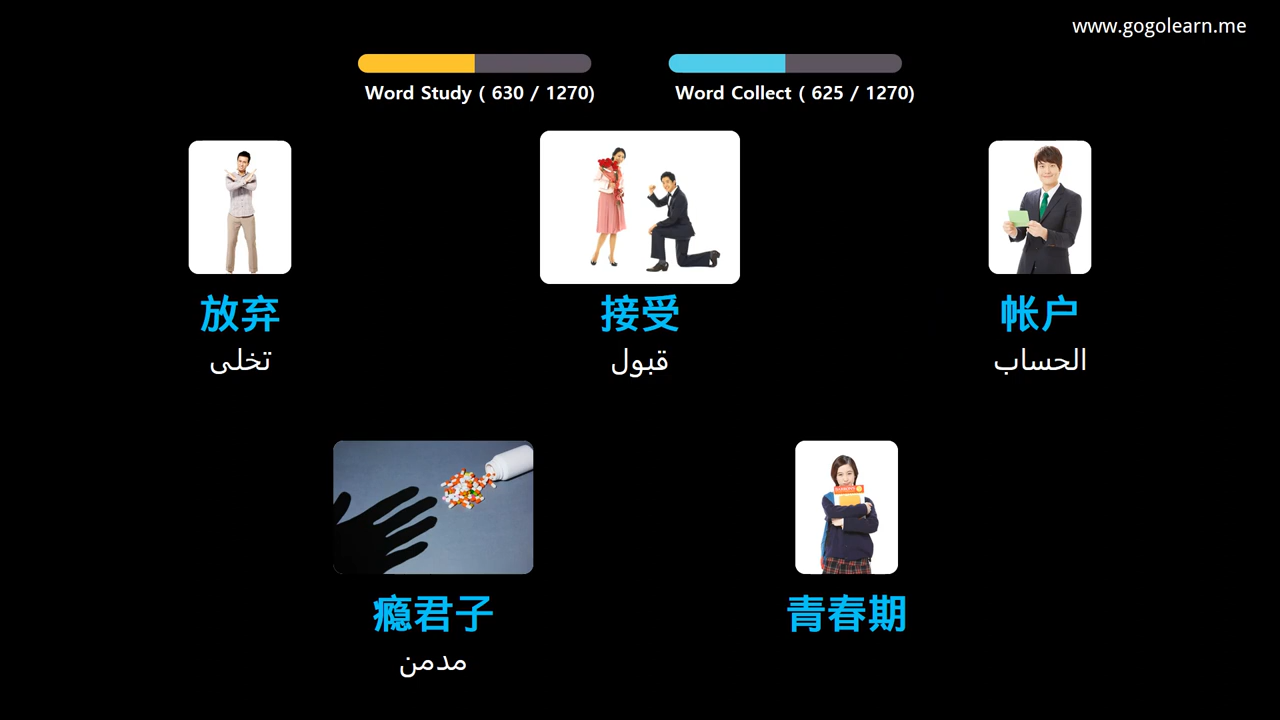 www.gogolearn.me
Word Study ( 630 / 1270)
Word Collect ( 625 / 1270)
放弃
تخلى
接受
قبول
帐户
الحساب
瘾君子
مدمن
青春期